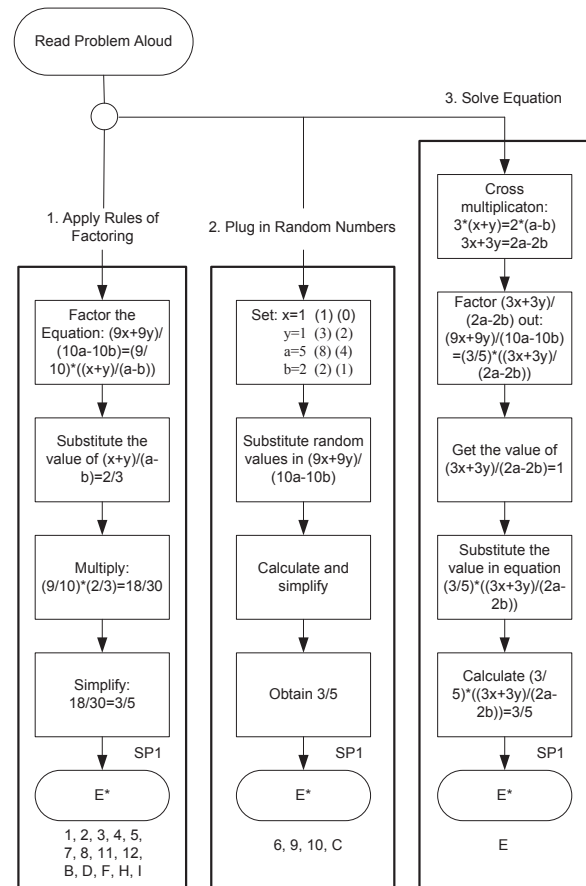 Read Problem Aloud
3. Solve Equation
1. Apply Rules of
Factoring
2. Plug in Random Numbers
Factor the
Equation: (9x+9y)/
(10a-10b)=(9/
10)*((x+y)/(a-b))
Substitute the
value of (x+y)/(a-
b)=2/3
Multiply:
(9/10)*(2/3)=18/30
Simplify:
18/30=3/5
SP1
E*
1, 2, 3, 4, 5,
7, 8, 11, 12,
B, D, F, H, I
Set: x=1 (1) (0)
y=1 (3) (2)
a=5 (8) (4)
b=2 (2) (1)
Substitute random
values in (9x+9y)/
(10a-10b)
Calculate and
simplify
Obtain 3/5
SP1
E*
6, 9, 10, C
Cross
multiplicaton:
3*(x+y)=2*(a-b)
3x+3y=2a-2b
Factor (3x+3y)/
(2a-2b) out:
(9x+9y)/(10a-10b)
=(3/5)*((3x+3y)/
(2a-2b))
Get the value of
(3x+3y)/(2a-2b)=1
Substitute the
value in equation
(3/5)*((3x+3y)/(2a-
2b))
Calculate (3/
5)*((3x+3y)/(2a-
2b))=3/5
SP1
E*
E